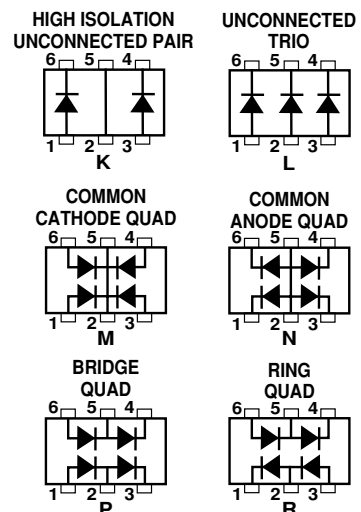 HIGH ISOLATION
UNCONNECTED PAIR
6 5 4
1 2 3
K
UNCONNECTED
TRIO
6 5 4
1 2 3
L
COMMON
CATHODE QUAD
6 5 4
1 2 3
M
COMMON
ANODE QUAD
6 5 4
1 2 3
N
BRIDGE
QUAD
6 5 4
1 2 3
P
RING
QUAD
6 5 4
1 2 3
R